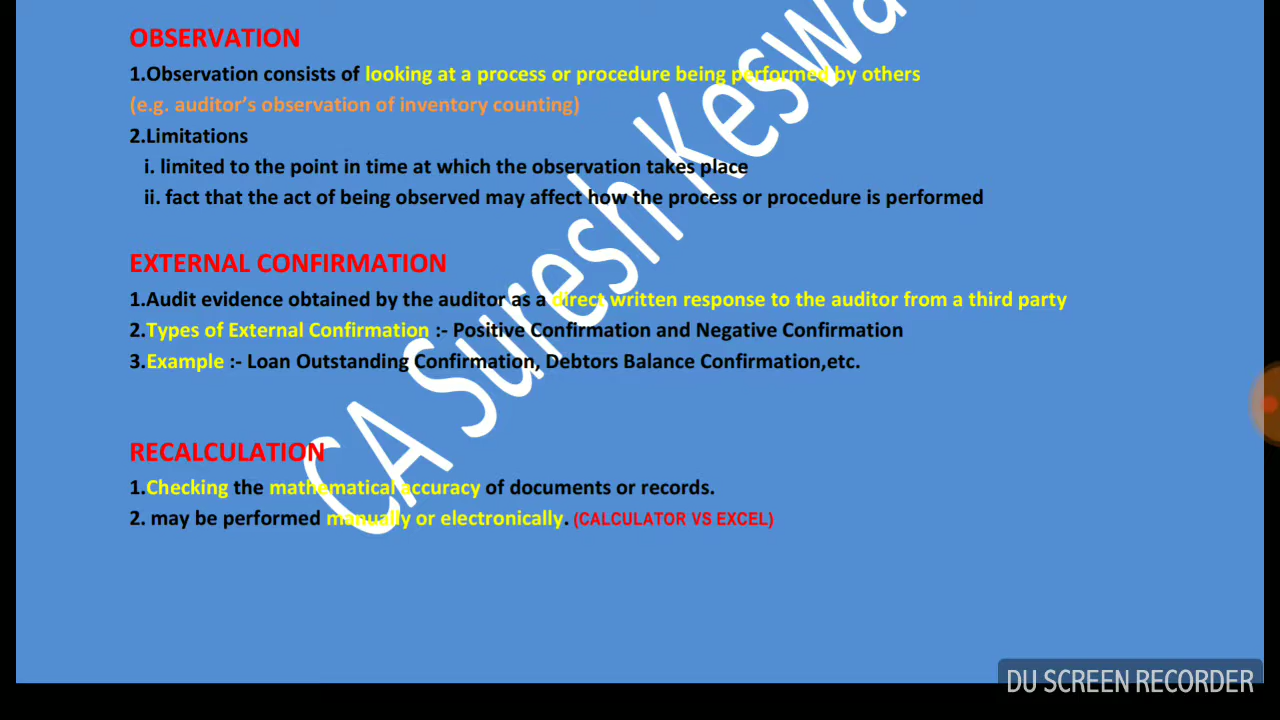 OBSERVATION
1.Observation consists of looking at a process or procedure being performed by others
(e.g. auditor's observation of inventory counting)
2.Limitations
i. limited to the point in time at which the observation takes place
ii. fact that the act of being observed may affect how the process or procedure is performed
EXTERNAL CONFIRMATION
1.Audit evidence obtained by the auditor as a direct written response to the auditor from a third party
2.Types of External Confirmation :- Positive Confirmation and Negative Confirmation
3.Example :- Loan Outstanding Confirmation, Debtors Balance Confirmation,etc.
RECALCULATION
1.Checking the mathematical accuracy of documents or records.
2. may be performed manually or electronically. (CALCULATOR VS EXCEL)
CA Suresh Keswa
DU SCREEN RECORDER